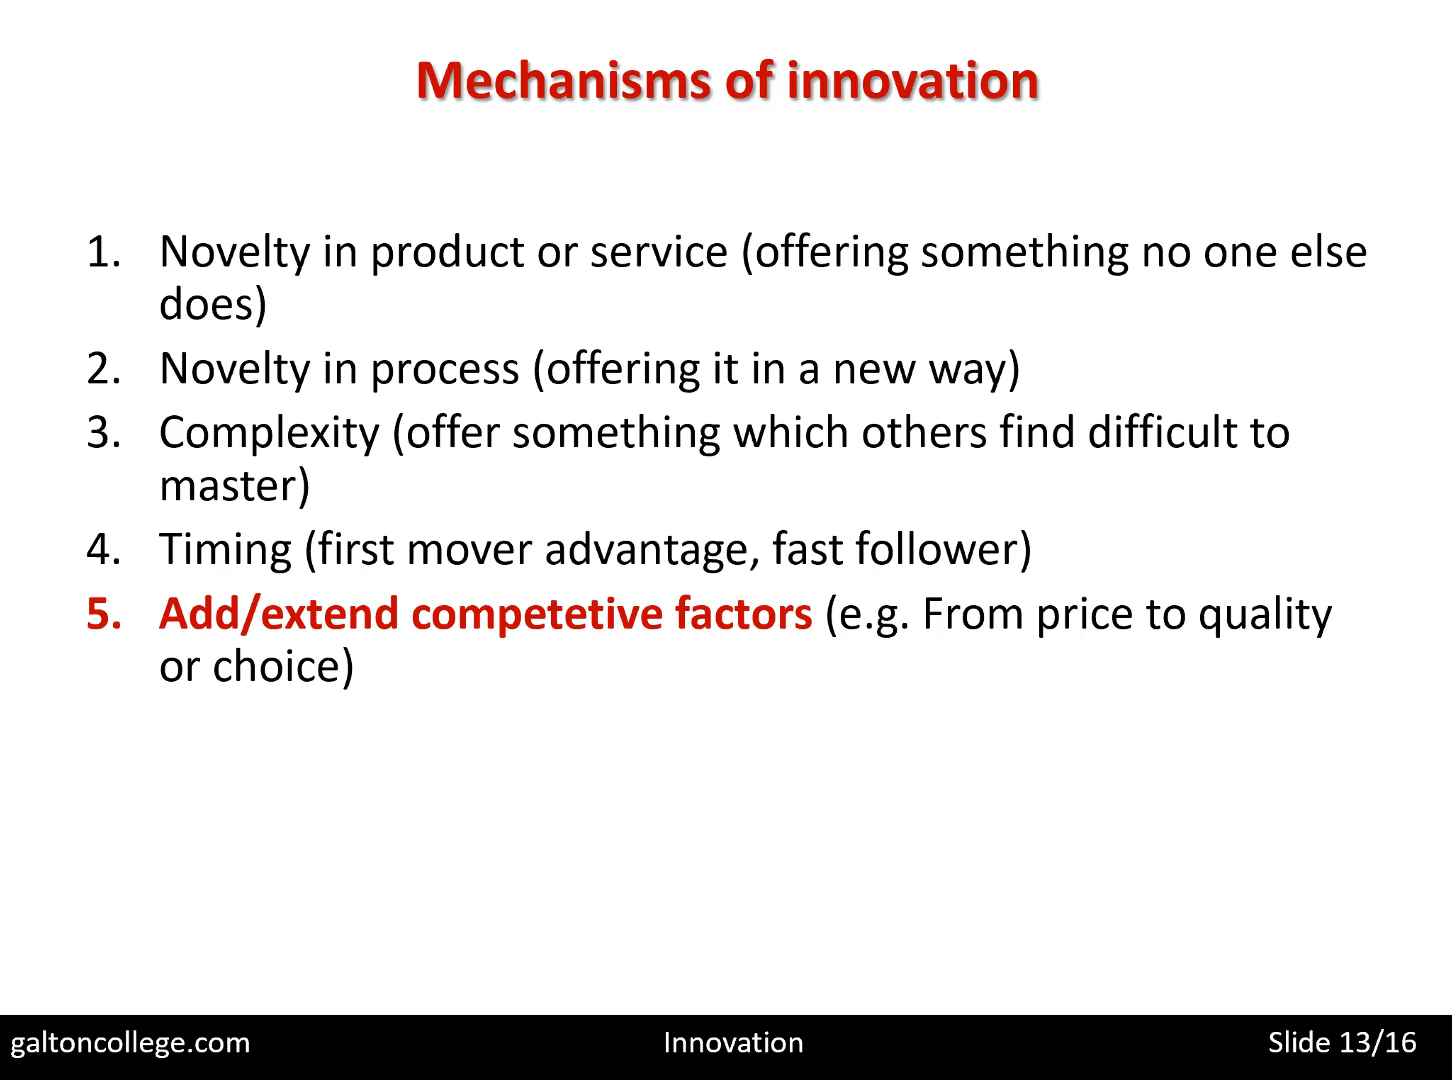 Mechanisms of innovation
1. Novelty in product or service (offering something no one else
does)
2. Novelty in process (offering it in a new way)
3. Complexity (offer something which others find difficult to
master)
4. Timing (first mover advantage, fast follower)
5. Add/extend competetive factors (e.g. From price to quality
or choice)
galtoncollege.com Innovation Slide 13/16